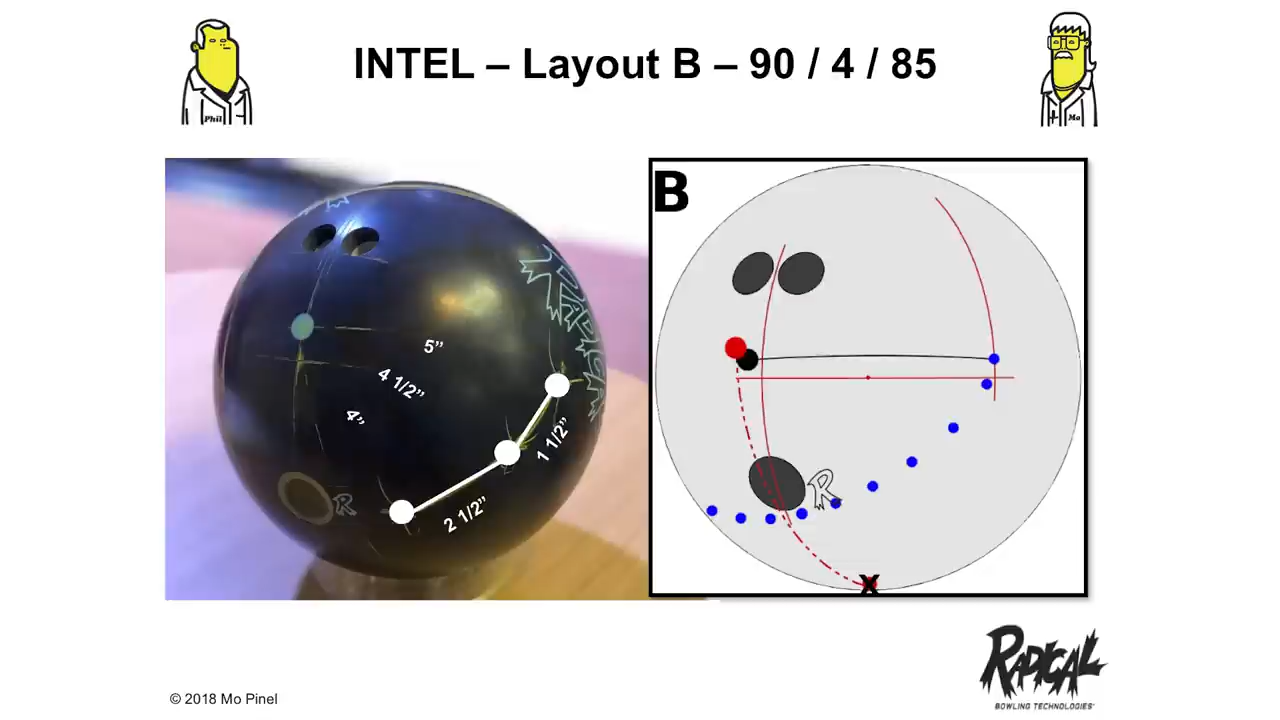 INTEL – Layout B – 90 / 4 / 85
Phil
Mo
B
RADICAL
5”
4 1/2”
4”
1 1/2”
2 1/2”
R
R
X
RADICAL
BOWLING TECHNOLOGIES
© 2018 Mo Pinel